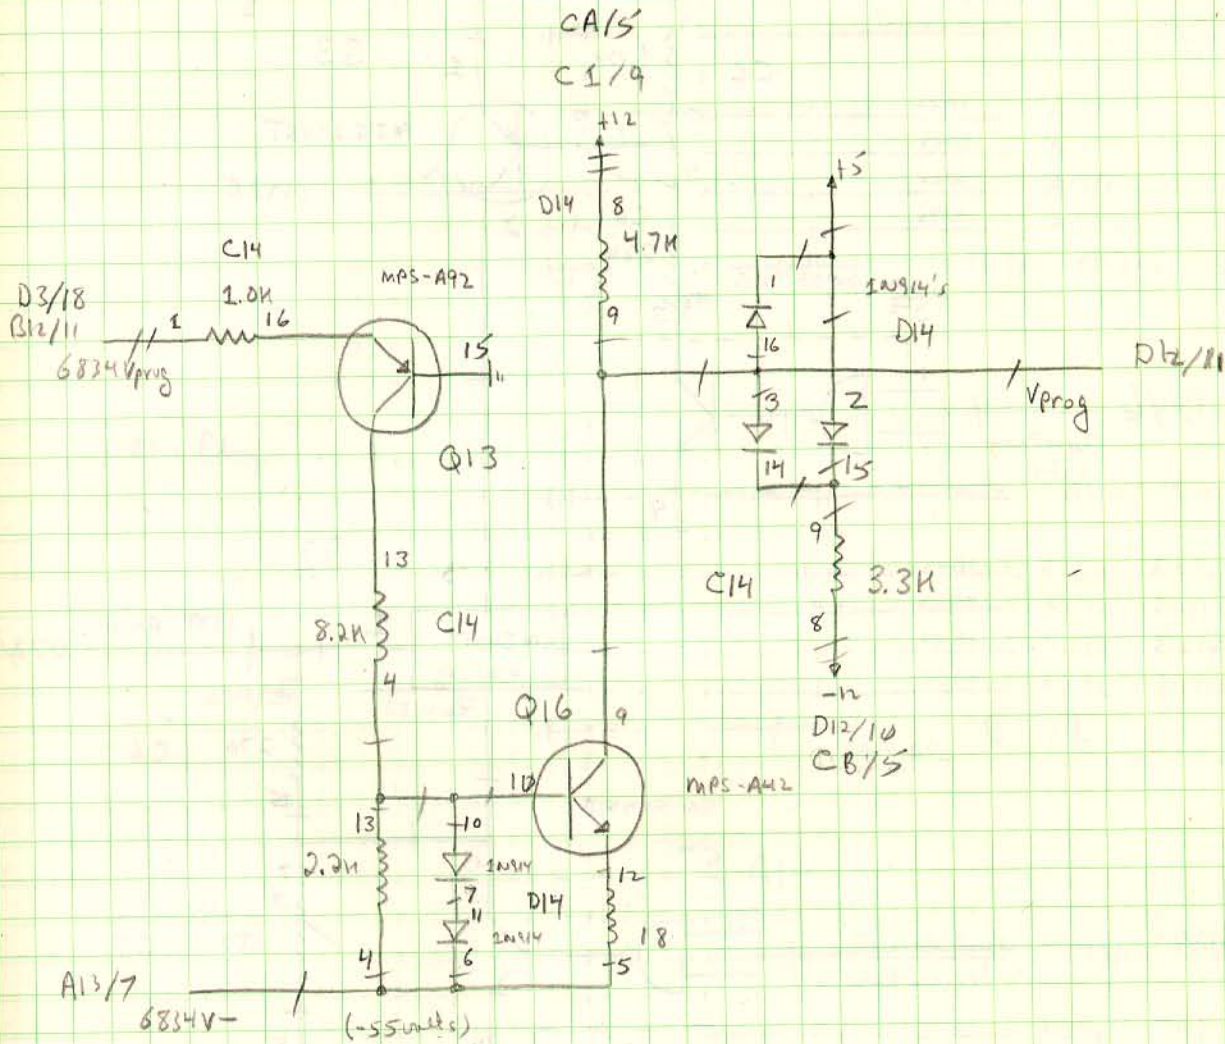 CA/5
C1/9
+12
+5
D14
8
4.7K
C14
MPS-A92
1.0K
D3/18
B12/11
1
16
6834 Vprog
1
1N914's
D14
9
15
16
D12/11
Vprog
3
2
Q13
14
15
9
13
C14
3.3K
8.2K
C14
8
4
-12
Q16
9
D12/10
CB/5
10
MPS-A42
13
10
2.2K
1N914
12
7
D14
11
1N914
18
4
6
5
A13/7
6834V-
(-55volts)